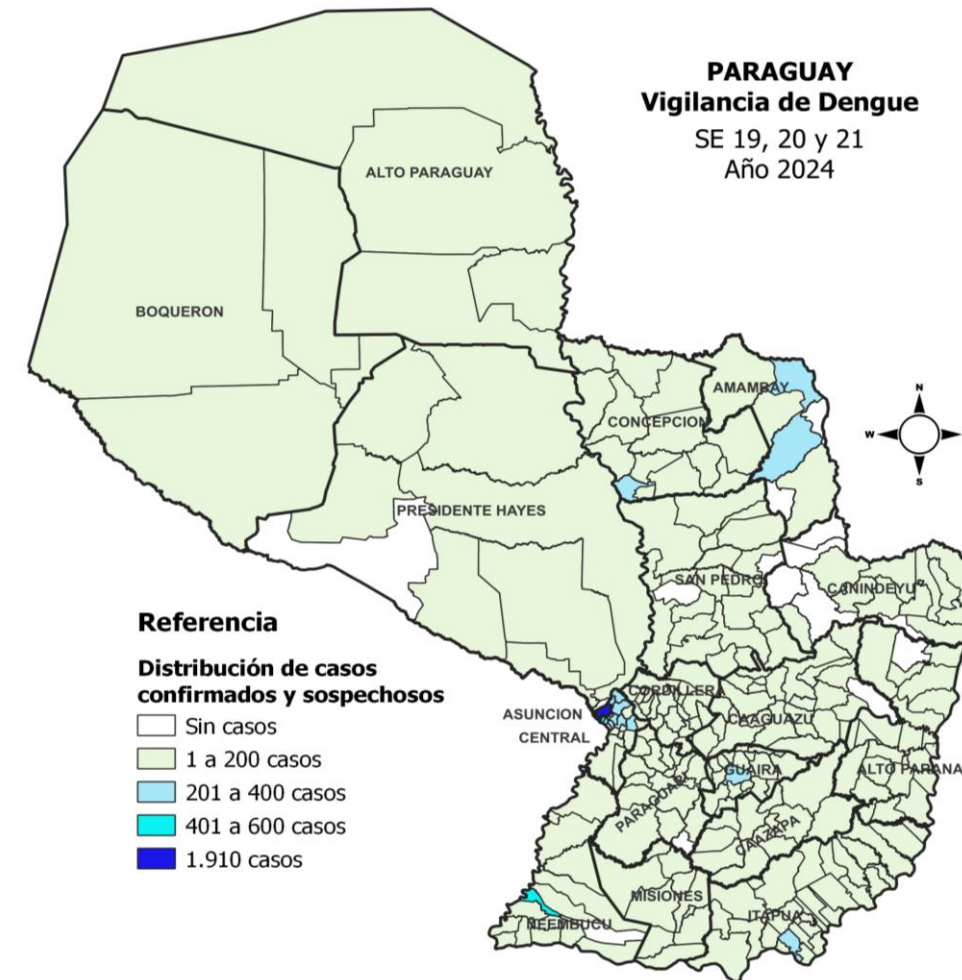 PARAGUAY
Vigilancia de Dengue
SE 19, 20 y 21
Año 2024
ALTO PARAGUAY
BOQUERON
AMAMBAY
CONCEPCION
N
W
S
PRESIDENTE HAYES
SAN PEDRO
CANINDEYU
CORDILLERA
ASUNCION
CENTRAL
CAAGUAZU
GUAIRA
ALTO PARANA
PARAGUARI
CAAZAPA
MISIONES
ITAPUA
ÑEEMBUCU
Referencia
Distribución de casos
confirmados y sospechosos
Sin casos
1 a 200 casos
201 a 400 casos
401 a 600 casos
1.910 casos